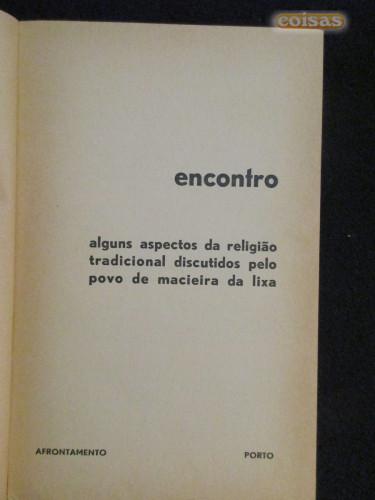 coisas
encontro
alguns aspectos da religião
tradicional discutidos pelo
povo de macieira da lixa
AFRONTAMENTO PORTO